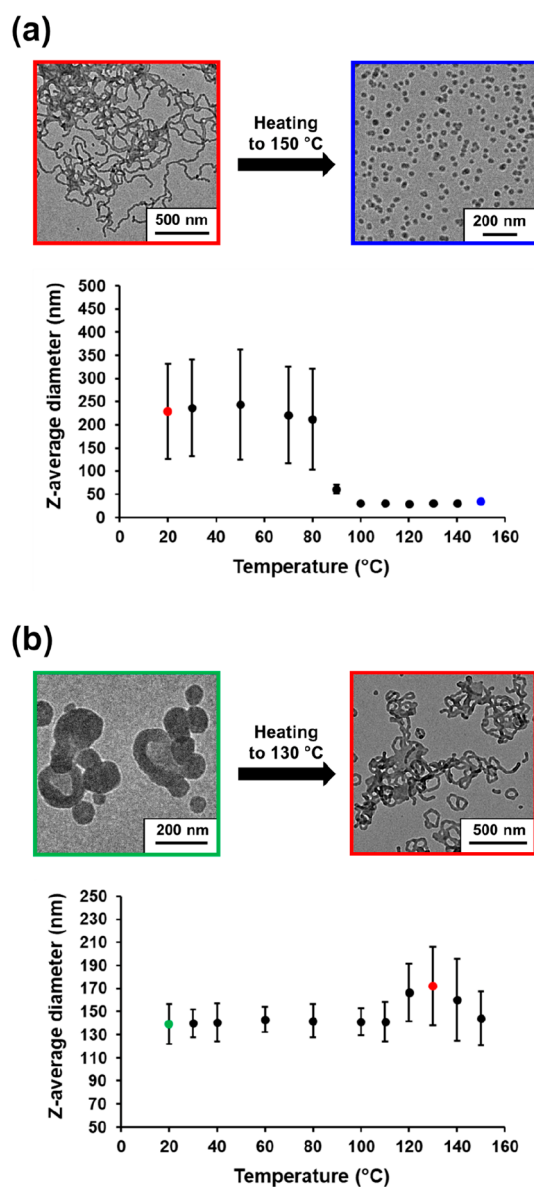 (a)
Heating
to 150 °C
500 nm
200 nm
Z-average diameter (nm)
500
450
400
350
300
250
200
150
100
50
0
0 20 40 60 80 100 120 140 160
Temperature (°C)
(b)
Heating
to 130 °C
200 nm
500 nm
Z-average diameter (nm)
250
230
210
190
170
150
130
110
90
70
50
0 20 40 60 80 100 120 140 160
Temperature (°C)